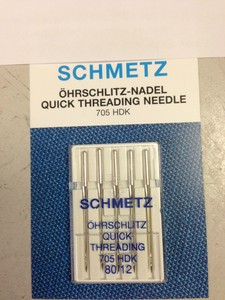 SCHMETZ
ÖHRSCHLITZ-NADEL
QUICK THREADING NEEDLE
705 HDK
SCHMETZ
ÖHRSCHLITZ
QUICK
THREADING
705 HDK
80/12